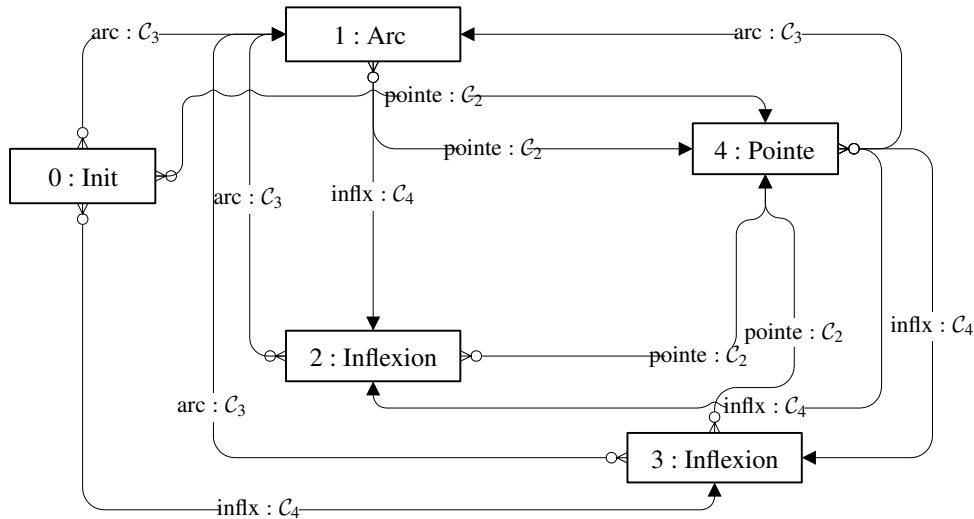 arc : 𝒞₃
1 : Arc
arc : 𝒞₃
pointe : 𝒞₂
pointe : 𝒞₂
4 : Pointe
0 : Init
arc : 𝒞₃
inflx : 𝒞₄
inflx : 𝒞₄
pointe : 𝒞₂
2 : Inflexion
pointe : 𝒞₂
arc : 𝒞₃
inflx : 𝒞₄
3 : Inflexion
inflx : 𝒞₄